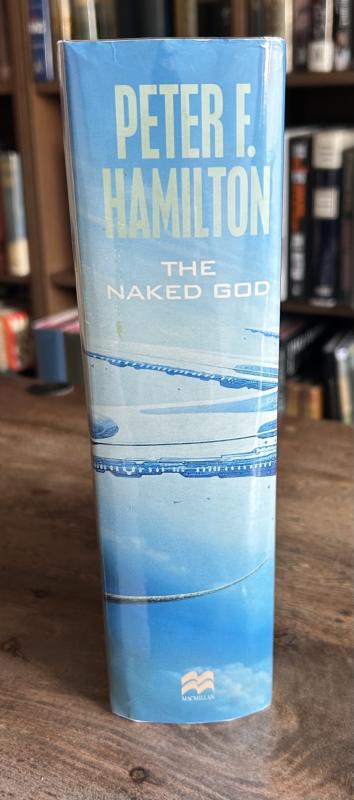 PETER F.
HAMILTON
THE
NAKED GOD
MACMILLAN